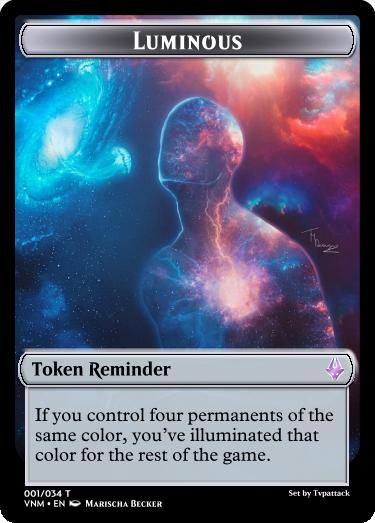 Luminous
Token Reminder
If you control four permanents of the
same color, you've illuminated that
color for the rest of the game.
001/034 T
Set by Tvpattack
VNM • EN Marischa Becker